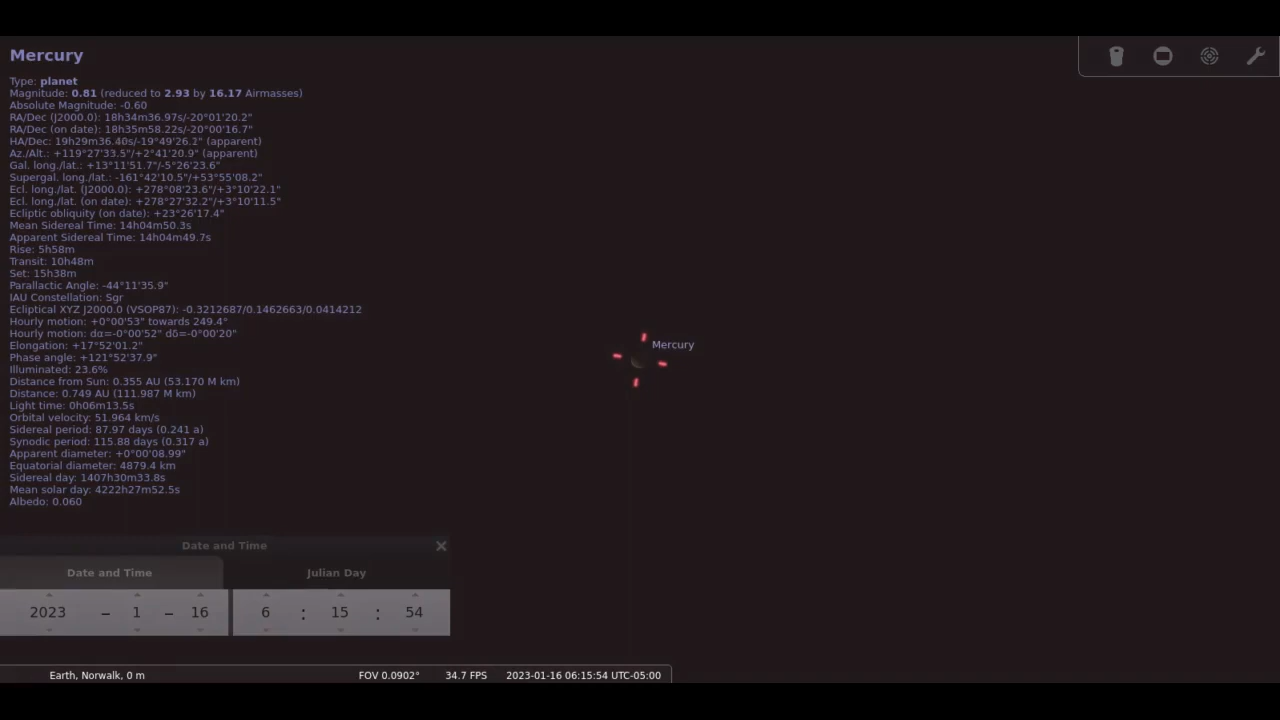 Mercury
Type: planet
Magnitude: 0.81 (reduced to 2.93 by 16.17 Airmasses)
Absolute Magnitude: -0.60
RA/Dec (J2000.0): 18h34m36.97s/-20°01'20.2"
RA/Dec (on date): 18h35m58.22s/-20°00'16.7"
HA/Dec: 19h29m36.40s/-19°49'26.2" (apparent)
Az./Alt.: +119°27'33.5"/+2°41'20.9" (apparent)
Gal. long./lat.: +13°11'51.7"/-5°26'23.6"
Supergal. long./lat.: -161°42'10.5"/+53°55'08.2"
Ecl. long./lat. (J2000.0): +278°08'23.6"/+3°10'22.1"
Ecl. long./lat. (on date): +278°27'32.2"/+3°10'11.5"
Ecliptic obliquity (on date): +23°26'17.4"
Mean Sidereal Time: 14h04m50.3s
Apparent Sidereal Time: 14h04m49.7s
Rise: 5h58m
Transit: 10h48m
Set: 15h38m
Parallactic Angle: -44°11'35.9"
IAU Constellation: Sgr
Ecliptical XYZ J2000.0 (VSOP87): -0.3212687/0.1462663/0.0414212
Hourly motion: +0°00'53" towards 249.4°
Hourly motion: dα=-0°00'52" dδ=-0°00'20"
Elongation: +17°52'01.2"
Phase angle: +121°52'37.9"
Illuminated: 23.6%
Distance from Sun: 0.355 AU (53.170 M km)
Distance: 0.749 AU (111.987 M km)
Light time: 0h06m13.5s
Orbital velocity: 51.964 km/s
Sidereal period: 87.97 days (0.241 a)
Synodic period: 115.88 days (0.317 a)
Apparent diameter: +0°00'08.99"
Equatorial diameter: 4879.4 km
Sidereal day: 1407h30m33.8s
Mean solar day: 4222h27m52.5s
Albedo: 0.060
Mercury
Date and Time
Date and Time Julian Day
2023 – 1 – 16 6 : 15 : 54
Earth, Norwalk, 0 m FOV 0.0902° 34.7 FPS 2023-01-16 06:15:54 UTC-05:00